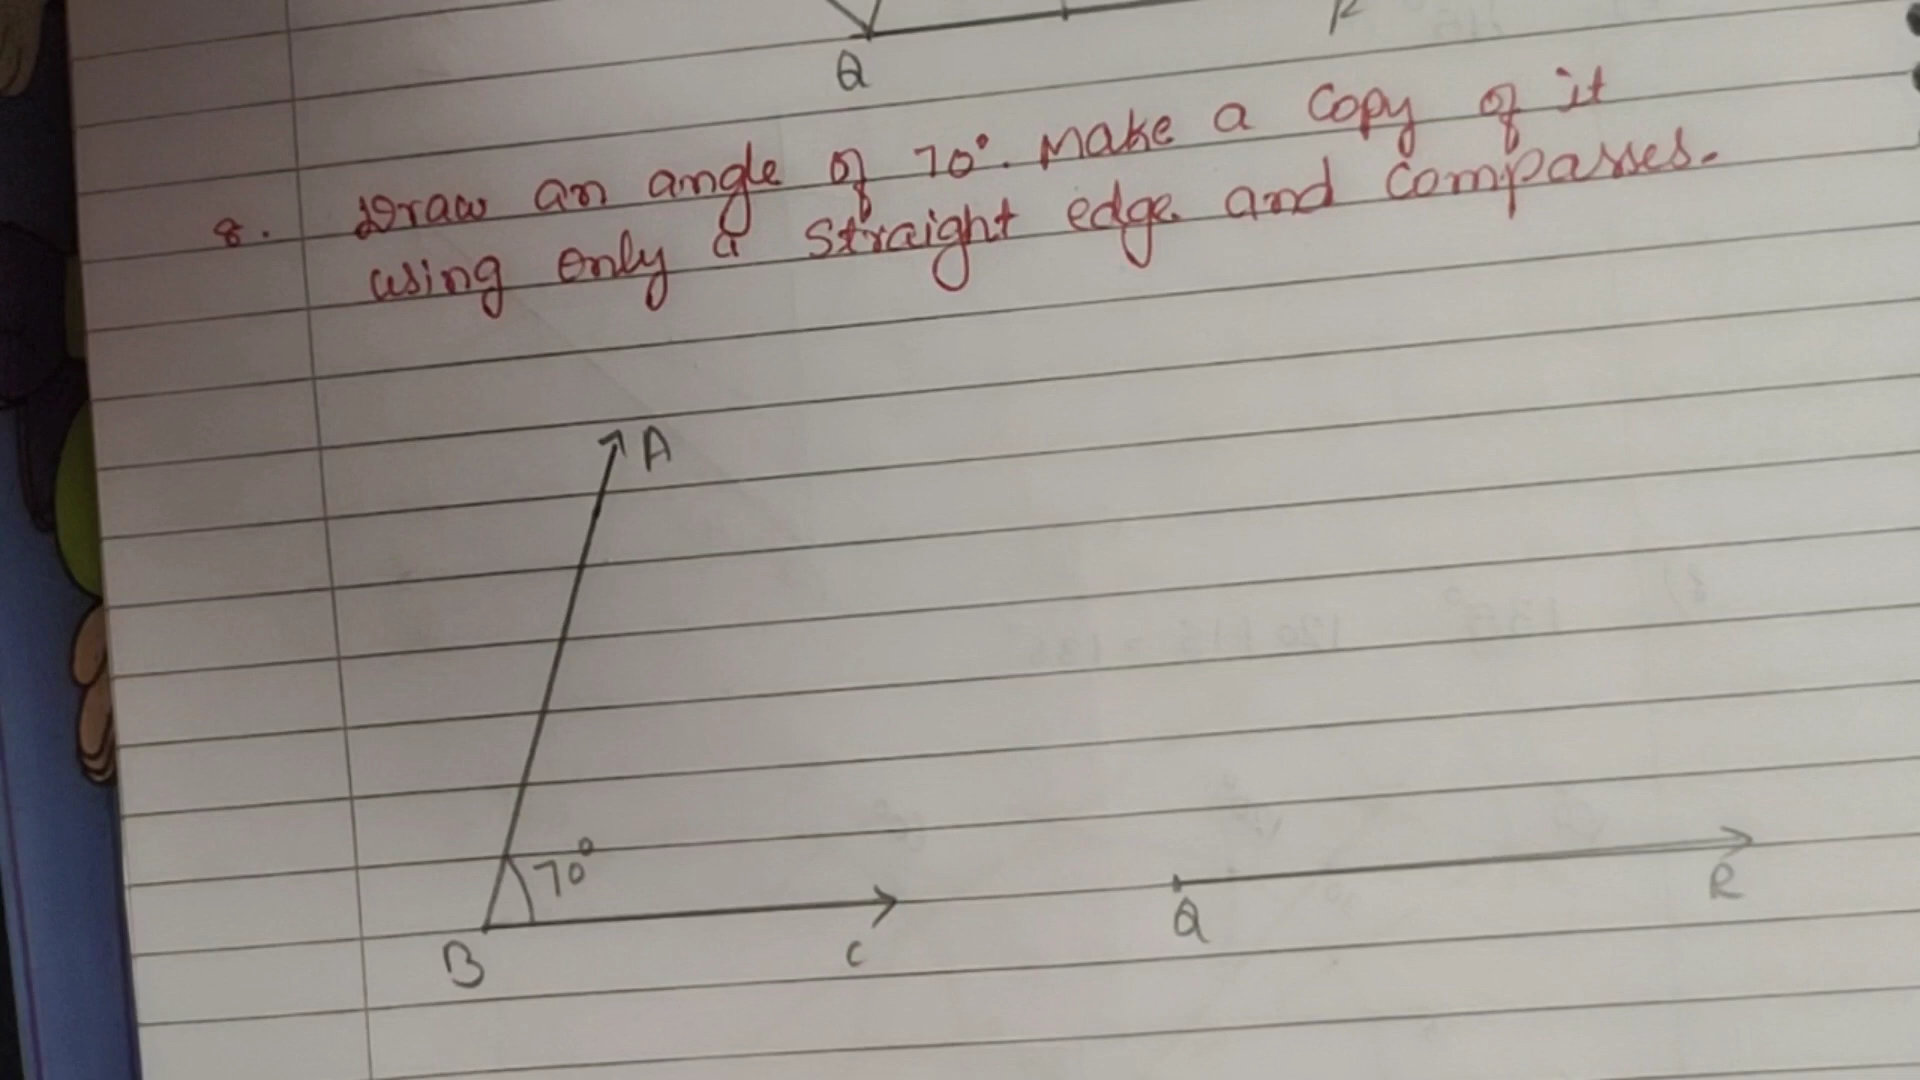 Q
R
8. Draw an angle of 70°. Make a copy of it
using only a straight edge and compasses.
A
70°
B
C
Q
R